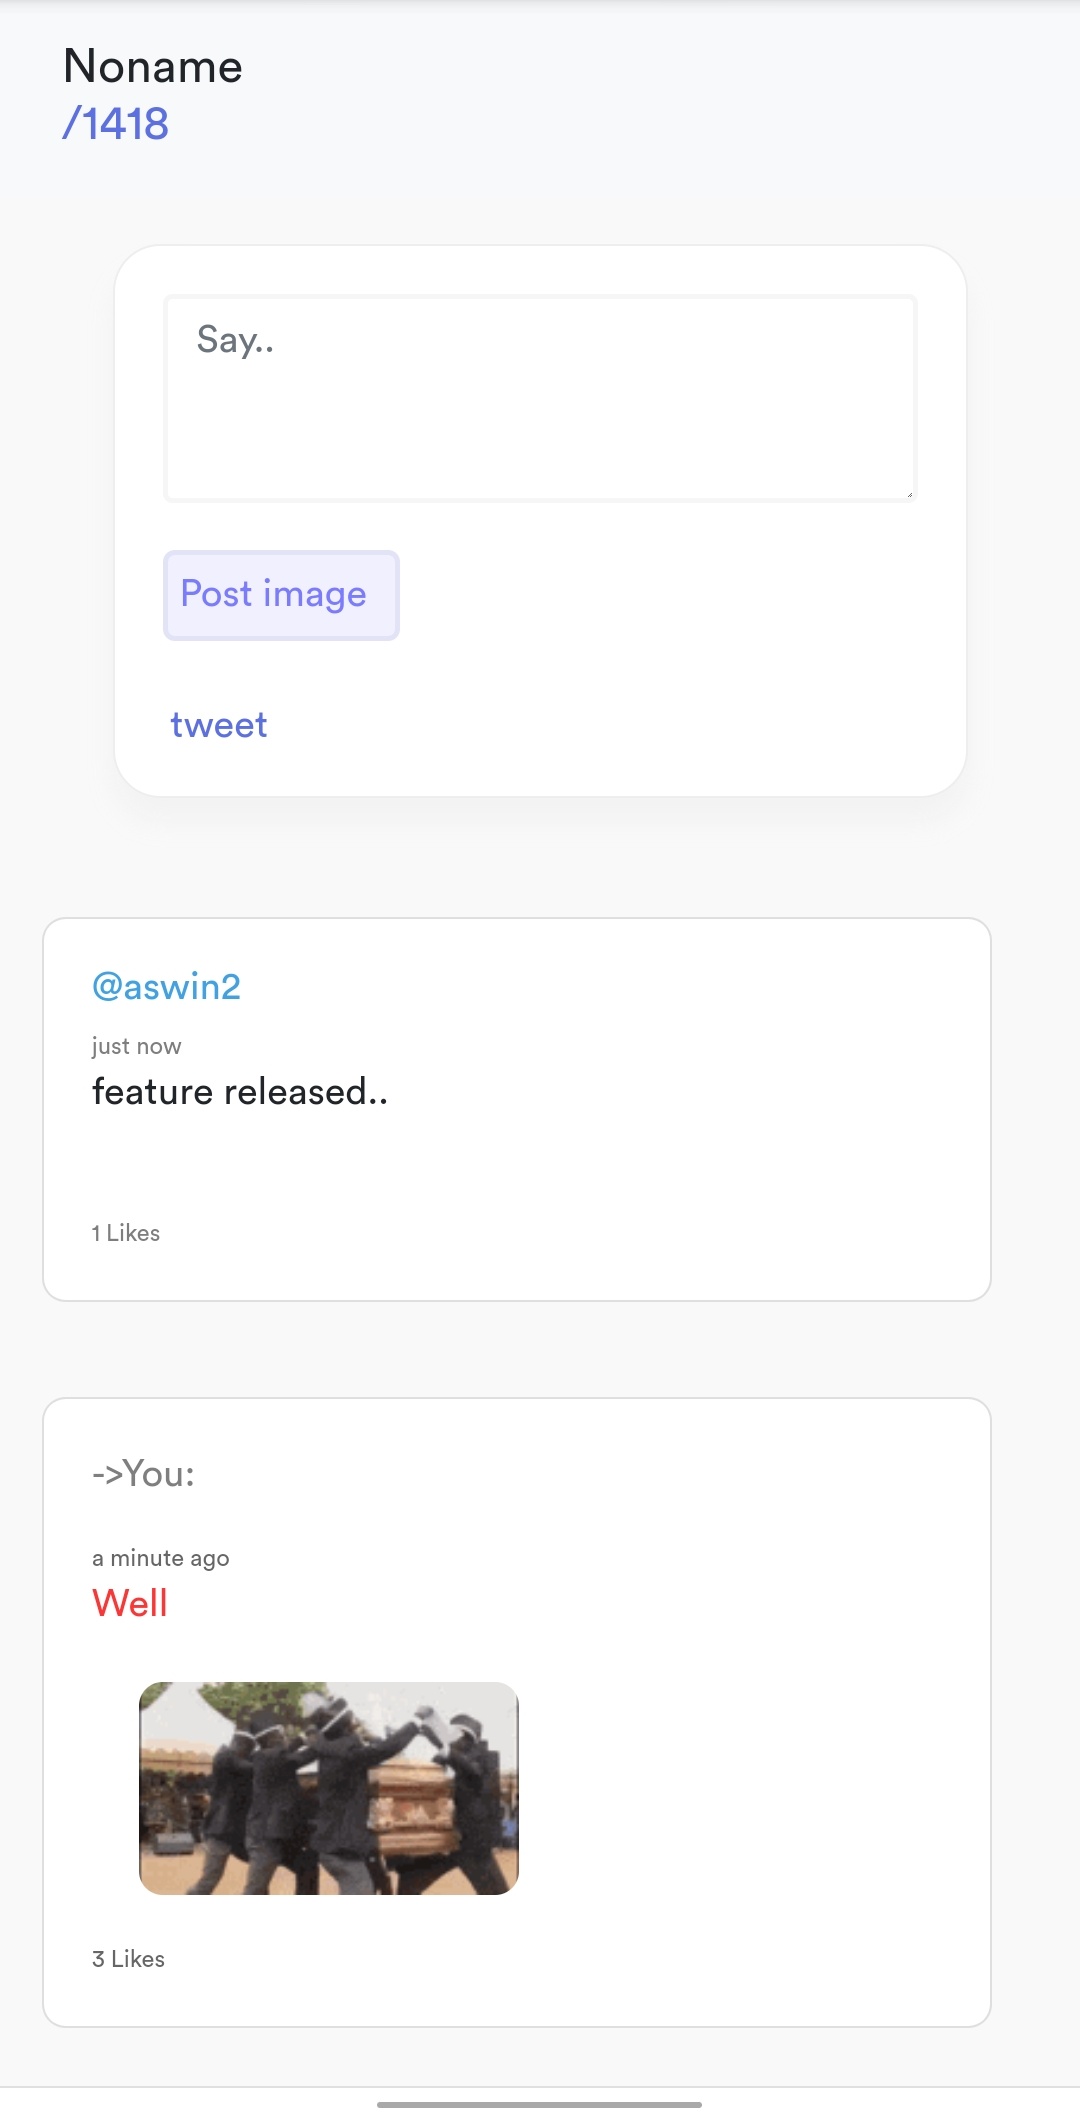 Noname
/1418
Say..
Post image
tweet
@aswin2
just now
feature released..
1 Likes
->You:
a minute ago
Well
3 Likes